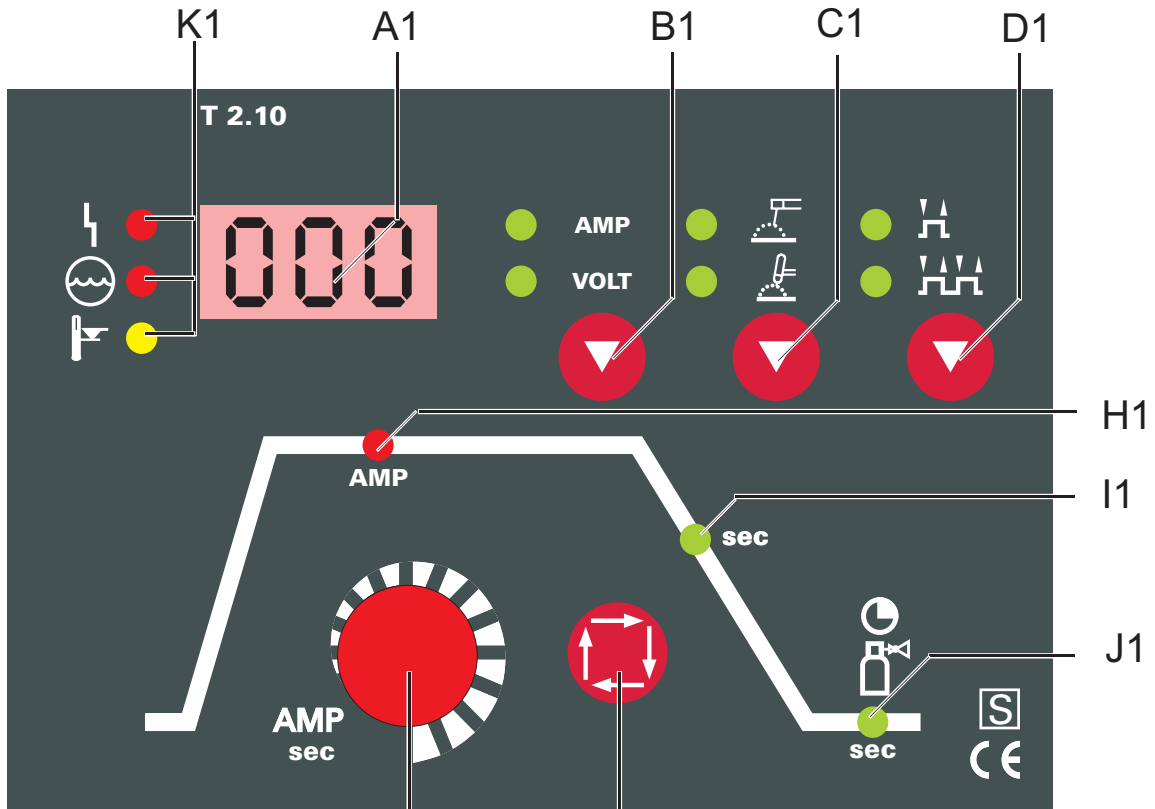 K1 A1 B1 C1 D1
T 2.10
000 AMP
VOLT
H1
AMP
I1
sec
J1
AMP
sec
sec
S
CE